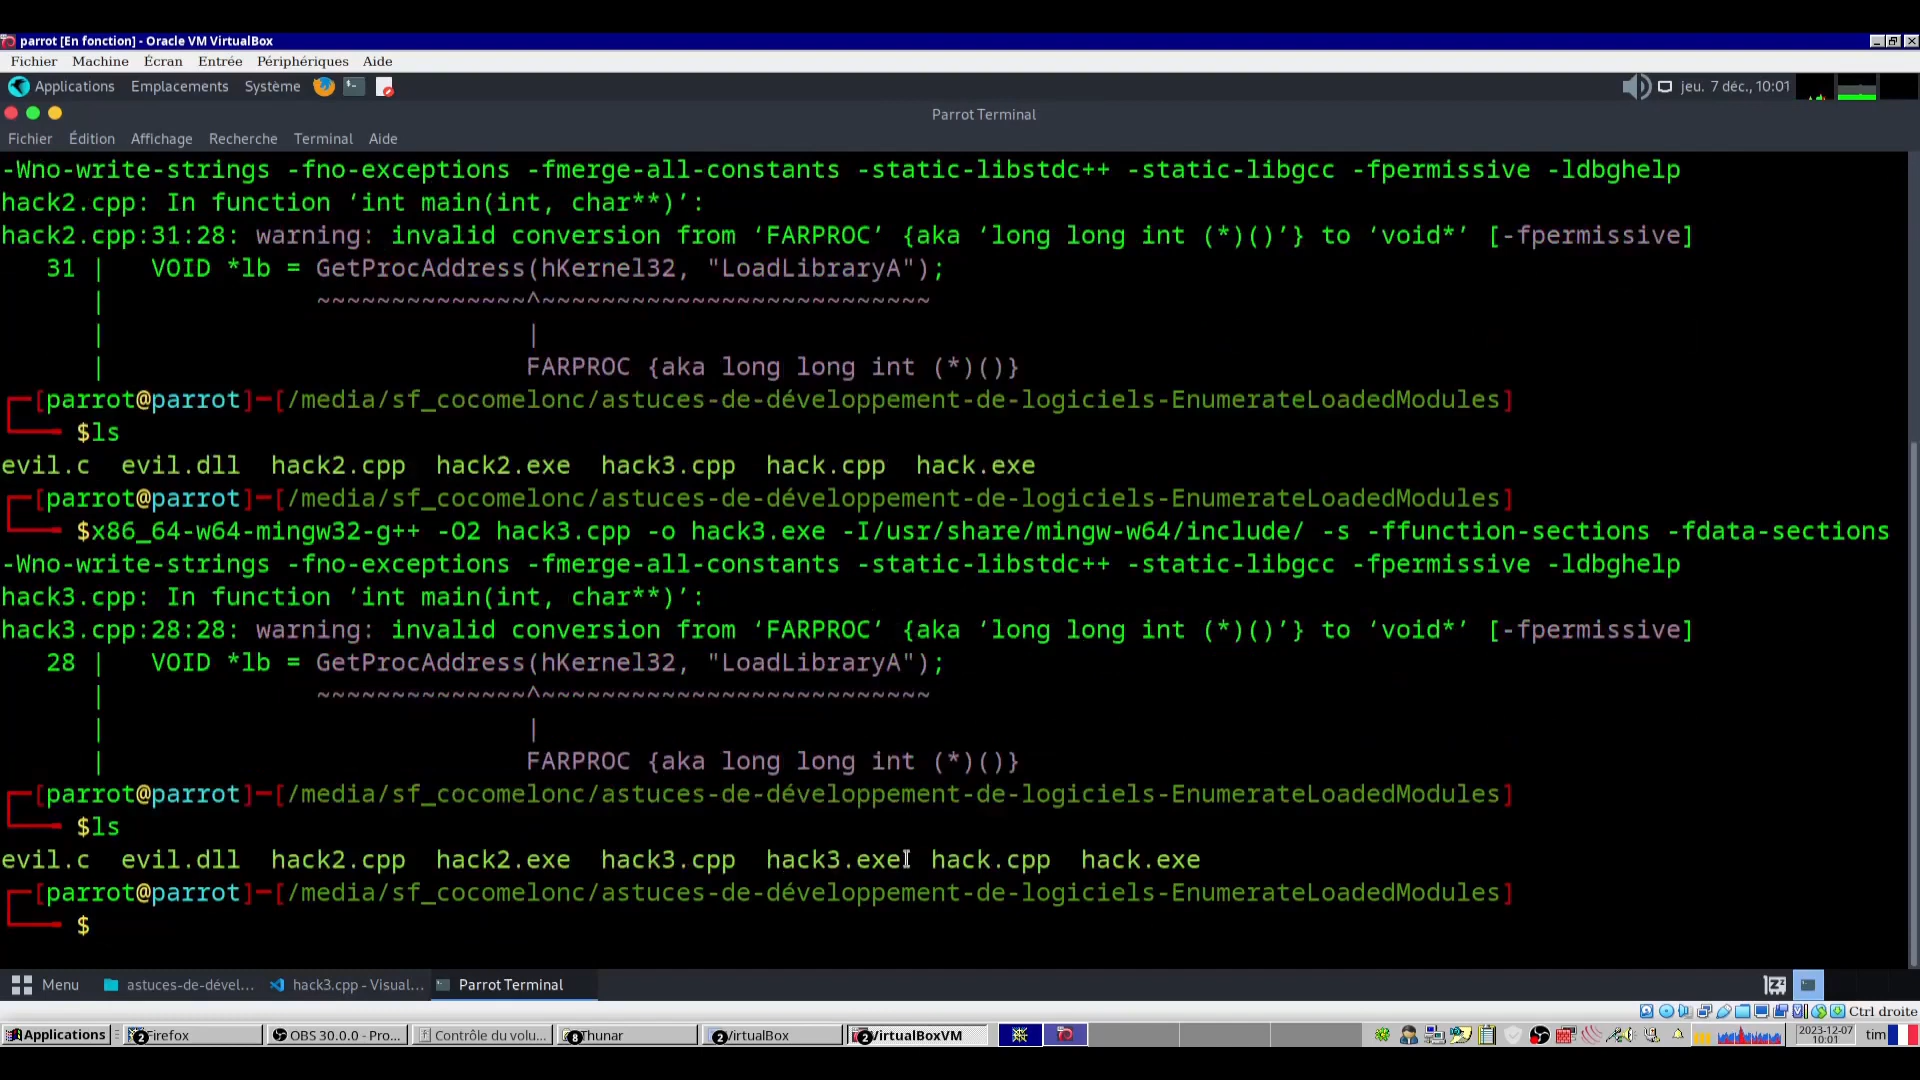 parrot [En fonction] - Oracle VM VirtualBox
Fichier Machine Écran Entrée Périphériques Aide
Applications Emplacements Système jeu. 7 déc., 10:01
Parrot Terminal
Fichier Édition Affichage Recherche Terminal Aide
-Wno-write-strings -fno-exceptions -fmerge-all-constants -static-libstdc++ -static-libgcc -fpermissive -ldbghelp
hack2.cpp: In function ‘int main(int, char**)’:
hack2.cpp:31:28: warning: invalid conversion from ‘FARPROC’ {aka ‘long long int (*)()’} to ‘void*’ [-fpermissive]
31 | VOID *lb = GetProcAddress(hKernel32, "LoadLibraryA");
| ~~~~~~~~~~~~~~^~~~~~~~~~~~~~~~~~~~~~~~~~~
| |
| FARPROC {aka long long int (*)()}
┌─[parrot@parrot]─[/media/sf_cocomelonc/astuces-de-développement-de-logiciels-EnumerateLoadedModules]
└──╼ $ls
evil.c evil.dll hack2.cpp hack2.exe hack3.cpp hack.cpp hack.exe
┌─[parrot@parrot]─[/media/sf_cocomelonc/astuces-de-développement-de-logiciels-EnumerateLoadedModules]
└──╼ $x86_64-w64-mingw32-g++ -O2 hack3.cpp -o hack3.exe -I/usr/share/mingw-w64/include/ -s -ffunction-sections -fdata-sections
-Wno-write-strings -fno-exceptions -fmerge-all-constants -static-libstdc++ -static-libgcc -fpermissive -ldbghelp
hack3.cpp: In function ‘int main(int, char**)’:
hack3.cpp:28:28: warning: invalid conversion from ‘FARPROC’ {aka ‘long long int (*)()’} to ‘void*’ [-fpermissive]
28 | VOID *lb = GetProcAddress(hKernel32, "LoadLibraryA");
| ~~~~~~~~~~~~~~^~~~~~~~~~~~~~~~~~~~~~~~~~~
| |
| FARPROC {aka long long int (*)()}
┌─[parrot@parrot]─[/media/sf_cocomelonc/astuces-de-développement-de-logiciels-EnumerateLoadedModules]
└──╼ $ls
evil.c evil.dll hack2.cpp hack2.exe hack3.cpp hack3.exe hack.cpp hack.exe
┌─[parrot@parrot]─[/media/sf_cocomelonc/astuces-de-développement-de-logiciels-EnumerateLoadedModules]
└──╼ $
Menu astuces-de-dével... hack3.cpp - Visual... Parrot Terminal
Ctrl droite
Applications 2 Firefox OBS 30.0.0 - Pro... Contrôle du volu... 8 Thunar 2 VirtualBox 2 VirtualBoxVM 2023-12-07 tim
10:01